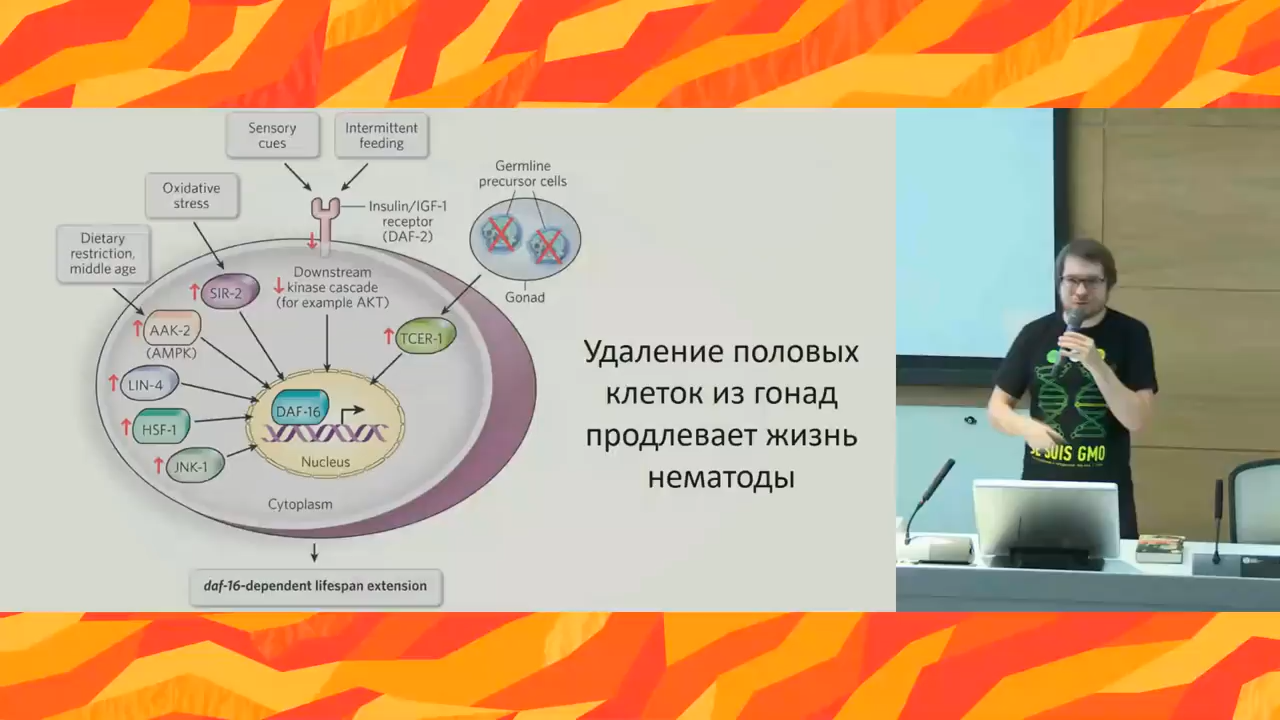 Sensory
cues
Intermittent
feeding
Germline
precursor cells
Oxidative
stress
Insulin/IGF-1
receptor
(DAF-2)
Dietary
restriction,
middle age
Downstream
kinase cascade
(for example AKT)
Gonad
SIR-2
AAK-2
(AMPK)
TCER-1
LIN-4
HSF-1
JNK-1
DAF-16
Nucleus
Cytoplasm
daf-16-dependent lifespan extension
Удаление половых
клеток из гонад
продлевает жизнь
нематоды
SUIS GMO